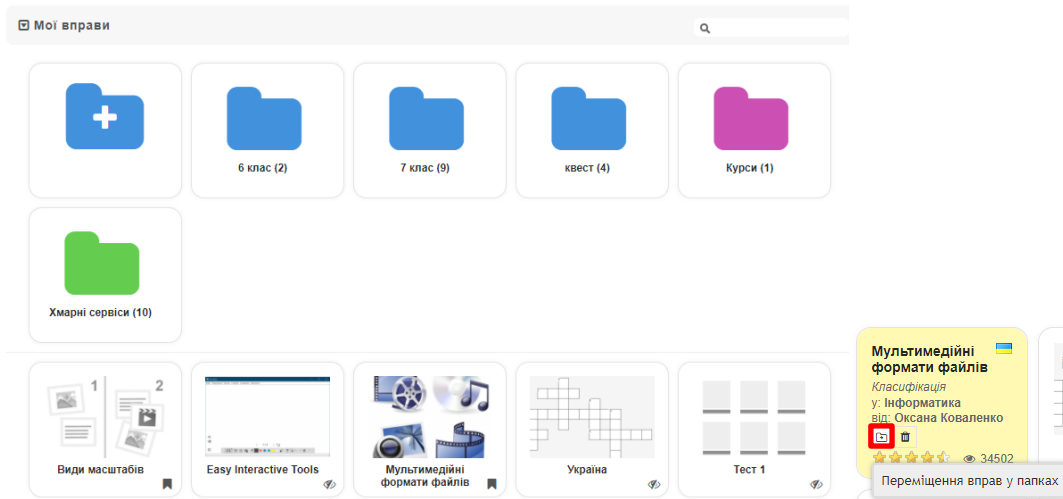 Мої вправи
6 клас (2)
7 клас (9)
квест (4)
Курси (1)
Хмарні сервіси (10)
1 2
Види масштабів
Easy Interactive Tools
Мультимедійні
формати файлів
Україна
Тест 1
Мультимедійні
формати файлів
Класифікація
у: Інформатика
від: Оксана Коваленко
34502
Переміщення вправ у папках